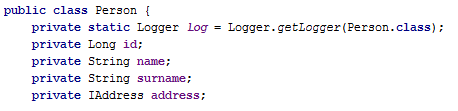 public class Person {
    private static Logger log = Logger.getLogger(Person.class);
    private Long id;
    private String name;
    private String surname;
    private IAddress address;